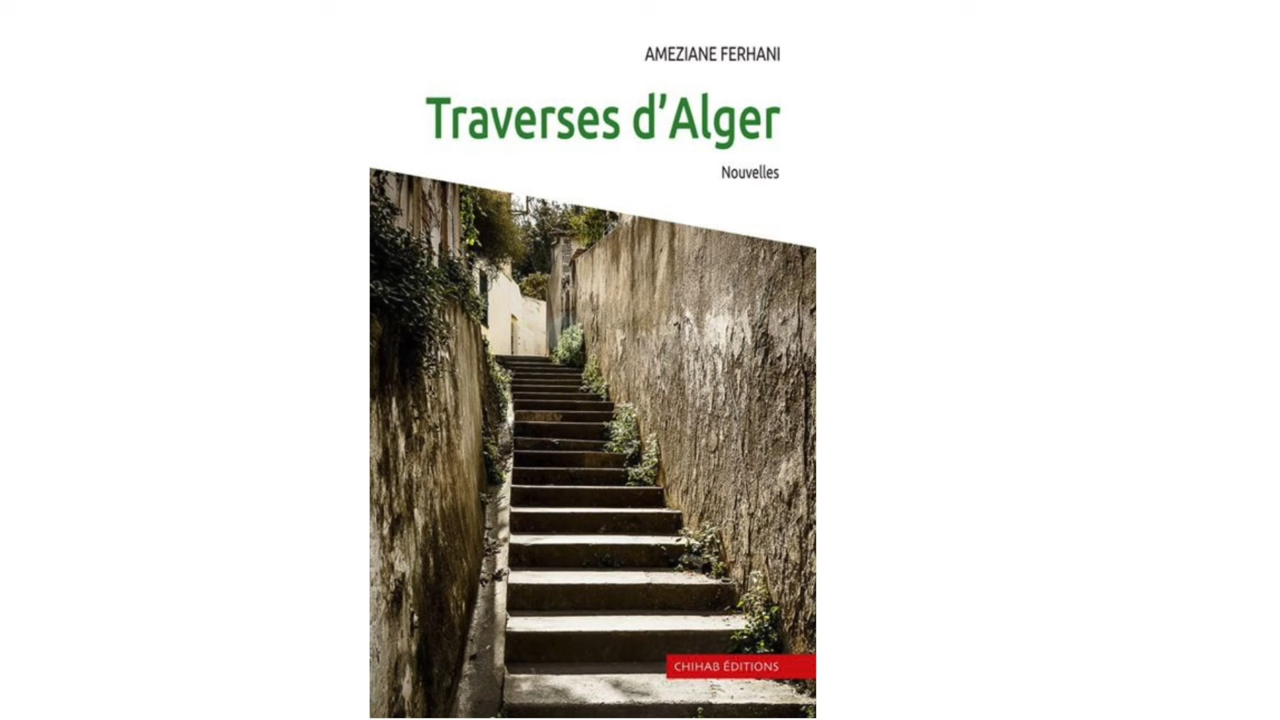 AMEZIANE FERHANI
Traverses d’Alger
Nouvelles
CHIHAB ÉDITIONS